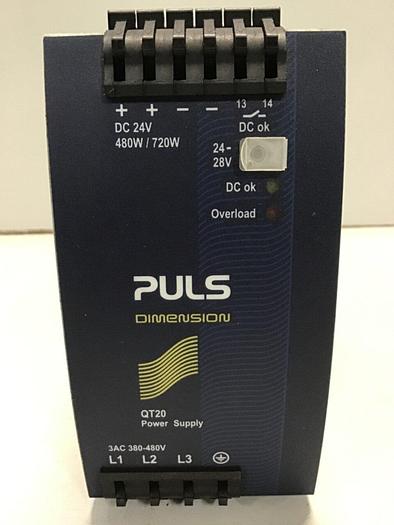 + + − −
13 14
DC 24V
480W / 720W
DC ok
24-
28V
DC ok
Overload
PULS
DIMENSION
QT20
Power Supply
3AC 380-480V
L1 L2 L3